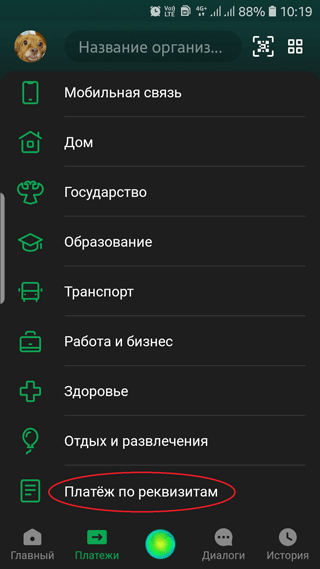 Vo)) LTE 4G+ 88% 10:19
Название организ...
Мобильная связь
Дом
Государство
Образование
Транспорт
Работа и бизнес
Здоровье
Отдых и развлечения
Платёж по реквизитам
Главный Платежи Диалоги История